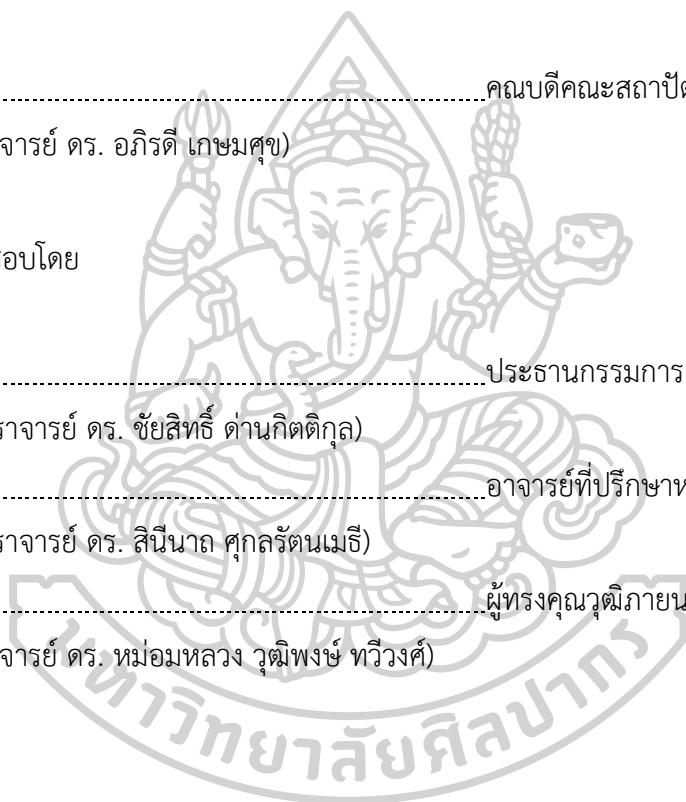 คณบดีคณะสถาปัต
จารย์ ดร. อภิรดี เกษมศุข)
สอบโดย
ประธานกรรมการ
ราจารย์ ดร. ชัยสิทธิ์ ด่านกิตติกุล)
อาจารย์ที่ปรึกษาห
ราจารย์ ดร. สินีนาถ ศุกลรัตนเมธี)
ผู้ทรงคุณวุฒิภายน
จารย์ ดร. หม่อมหลวง วุฒิพงษ์ ทวีวงศ์)
มหาวิทยาลัยศิลปากร